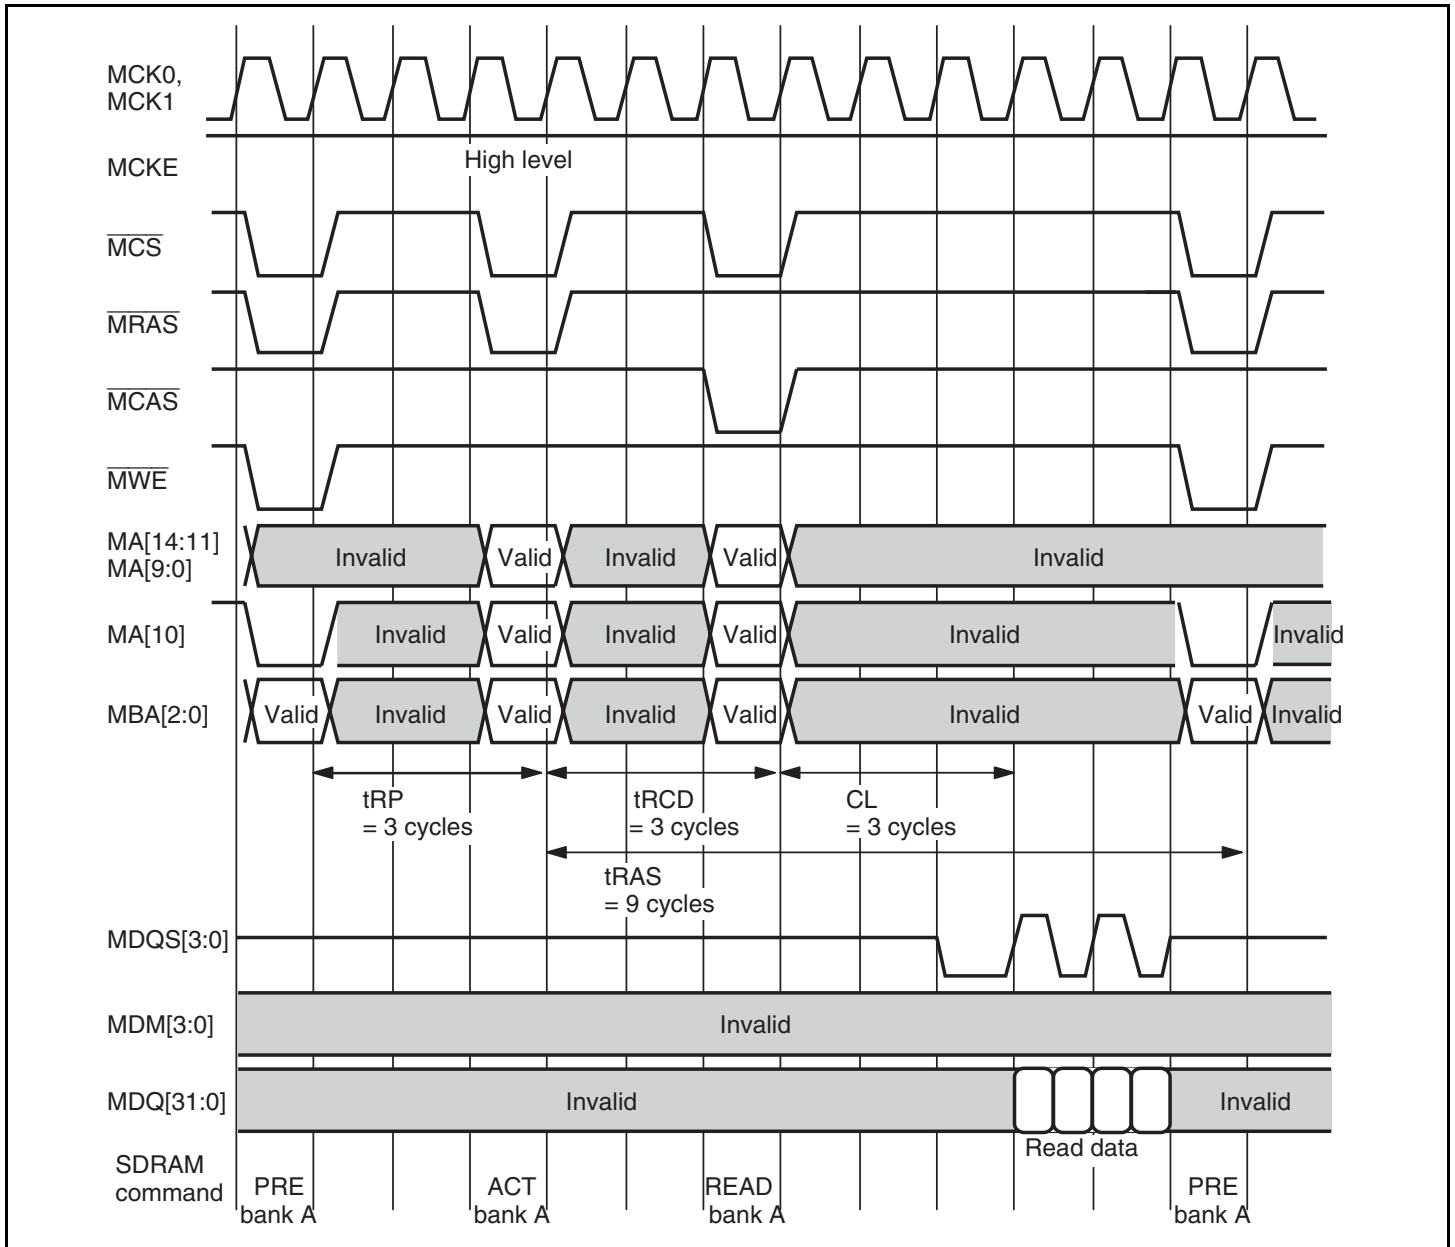 MCK0,
MCK1
MCKE
High level
MCS
MRAS
MCAS
MWE
MA[14:11]
MA[9:0]
Invalid Valid Invalid Valid Invalid
MA[10]
Invalid Valid Invalid Valid Invalid Invalid
MBA[2:0]
Valid Invalid Valid Invalid Valid Invalid Valid Invalid
tRP
= 3 cycles
tRCD
= 3 cycles
CL
= 3 cycles
tRAS
= 9 cycles
MDQS[3:0]
MDM[3:0]
Invalid
MDQ[31:0]
Invalid Invalid
Read data
SDRAM
command
PRE
bank A
ACT
bank A
READ
bank A
PRE
bank A